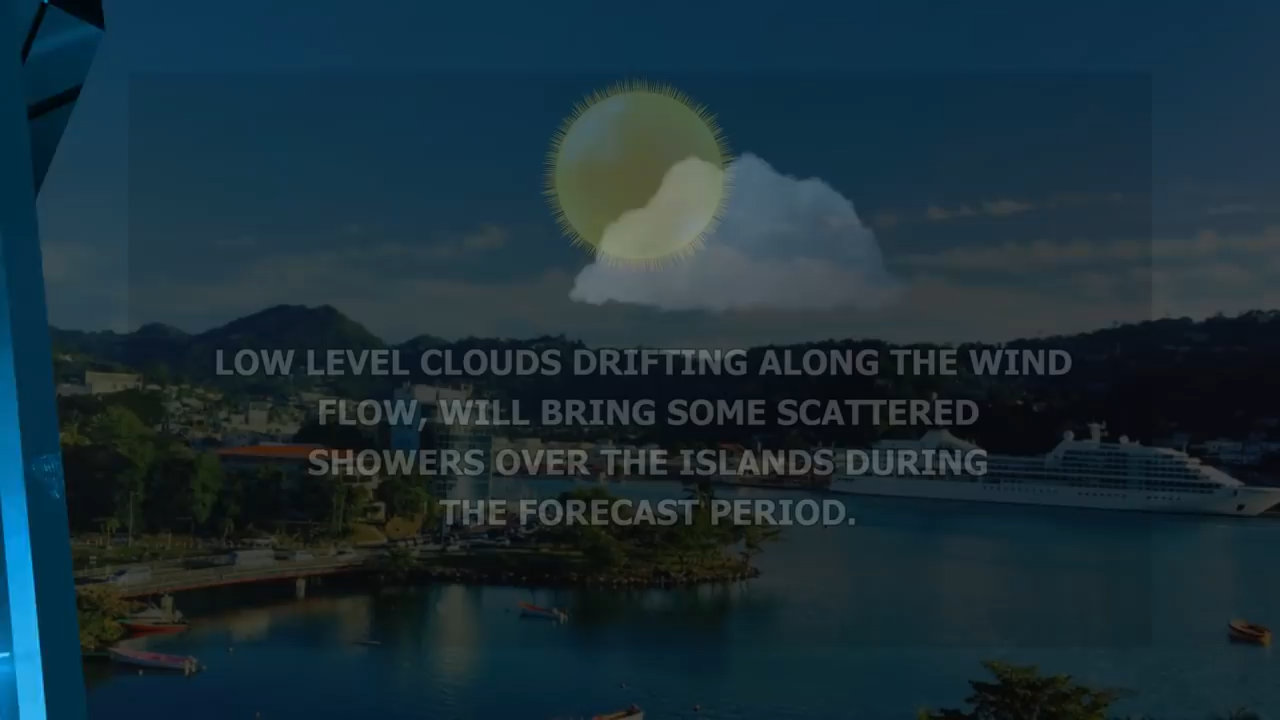 LOW LEVEL CLOUDS DRIFTING ALONG THE WIND
FLOW, WILL BRING SOME SCATTERED
SHOWERS OVER THE ISLANDS DURING
THE FORECAST PERIOD.